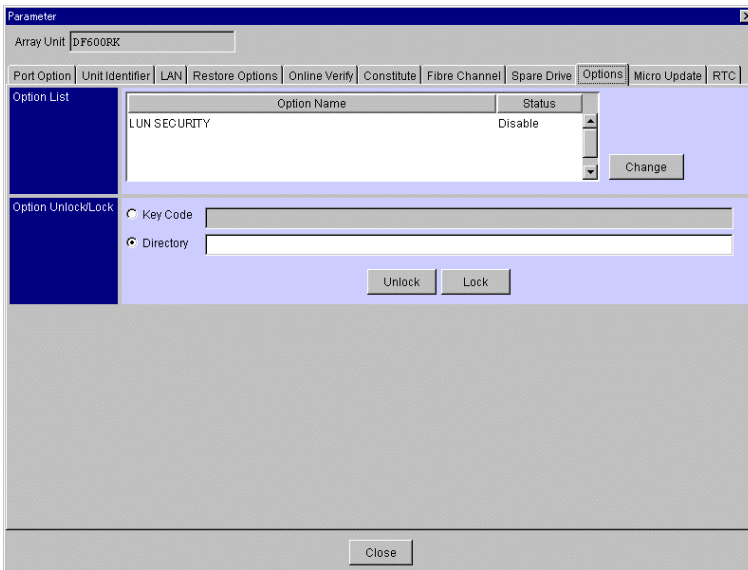 Parameter
Array Unit DF600RK
Port Option Unit Identifier LAN Restore Options Online Verify Constitute Fibre Channel Spare Drive Options Micro Update RTC
Option List
Option Name Status
LUN SECURITY Disable
Change
Option Unlock/Lock
Key Code
Directory
Unlock Lock
Close